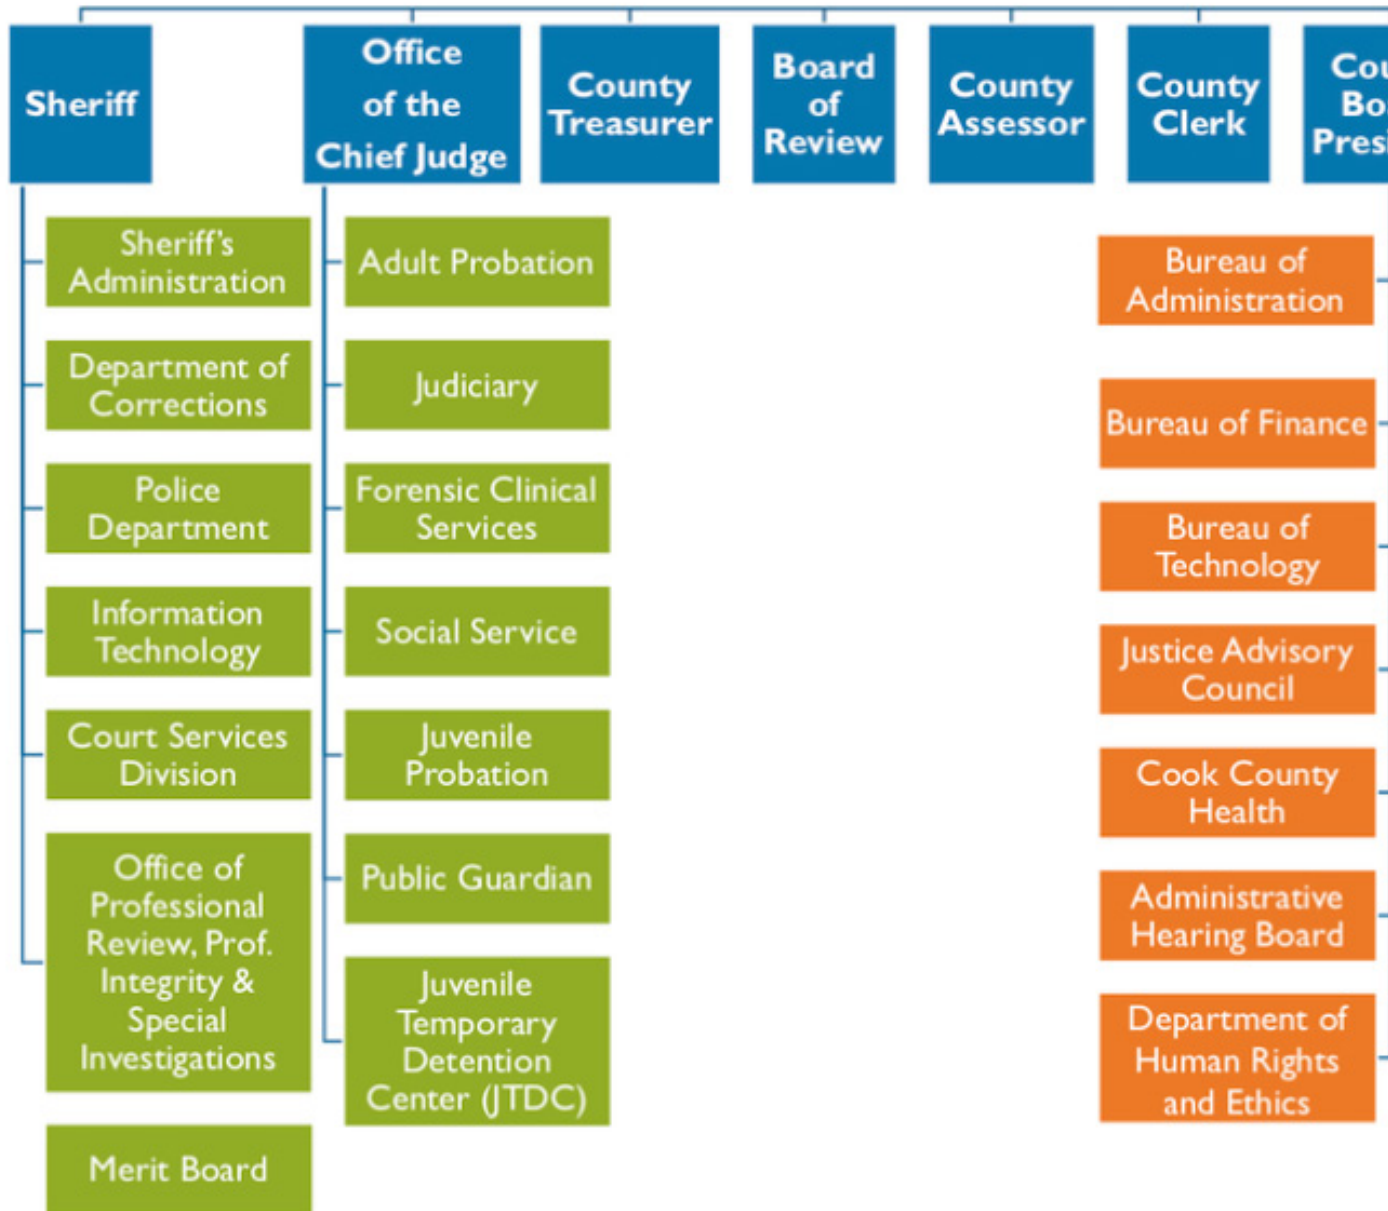 Sheriff
Office
of the
Chief Judge
County
Treasurer
Board
of
Review
County
Assessor
County
Clerk
Sheriff's
Administration
Department of
Corrections
Police
Department
Information
Technology
Court Services
Division
Office of
Professional
Review, Prof.
Integrity &
Special
Investigations
Merit Board
Adult Probation
Judiciary
Forensic Clinical
Services
Social Service
Juvenile
Probation
Public Guardian
Juvenile
Temporary
Detention
Center (JTDC)
Bureau of
Administration
Bureau of Finance
Bureau of
Technology
Justice Advisory
Council
Cook County
Health
Administrative
Hearing Board
Department of
Human Rights
and Ethics